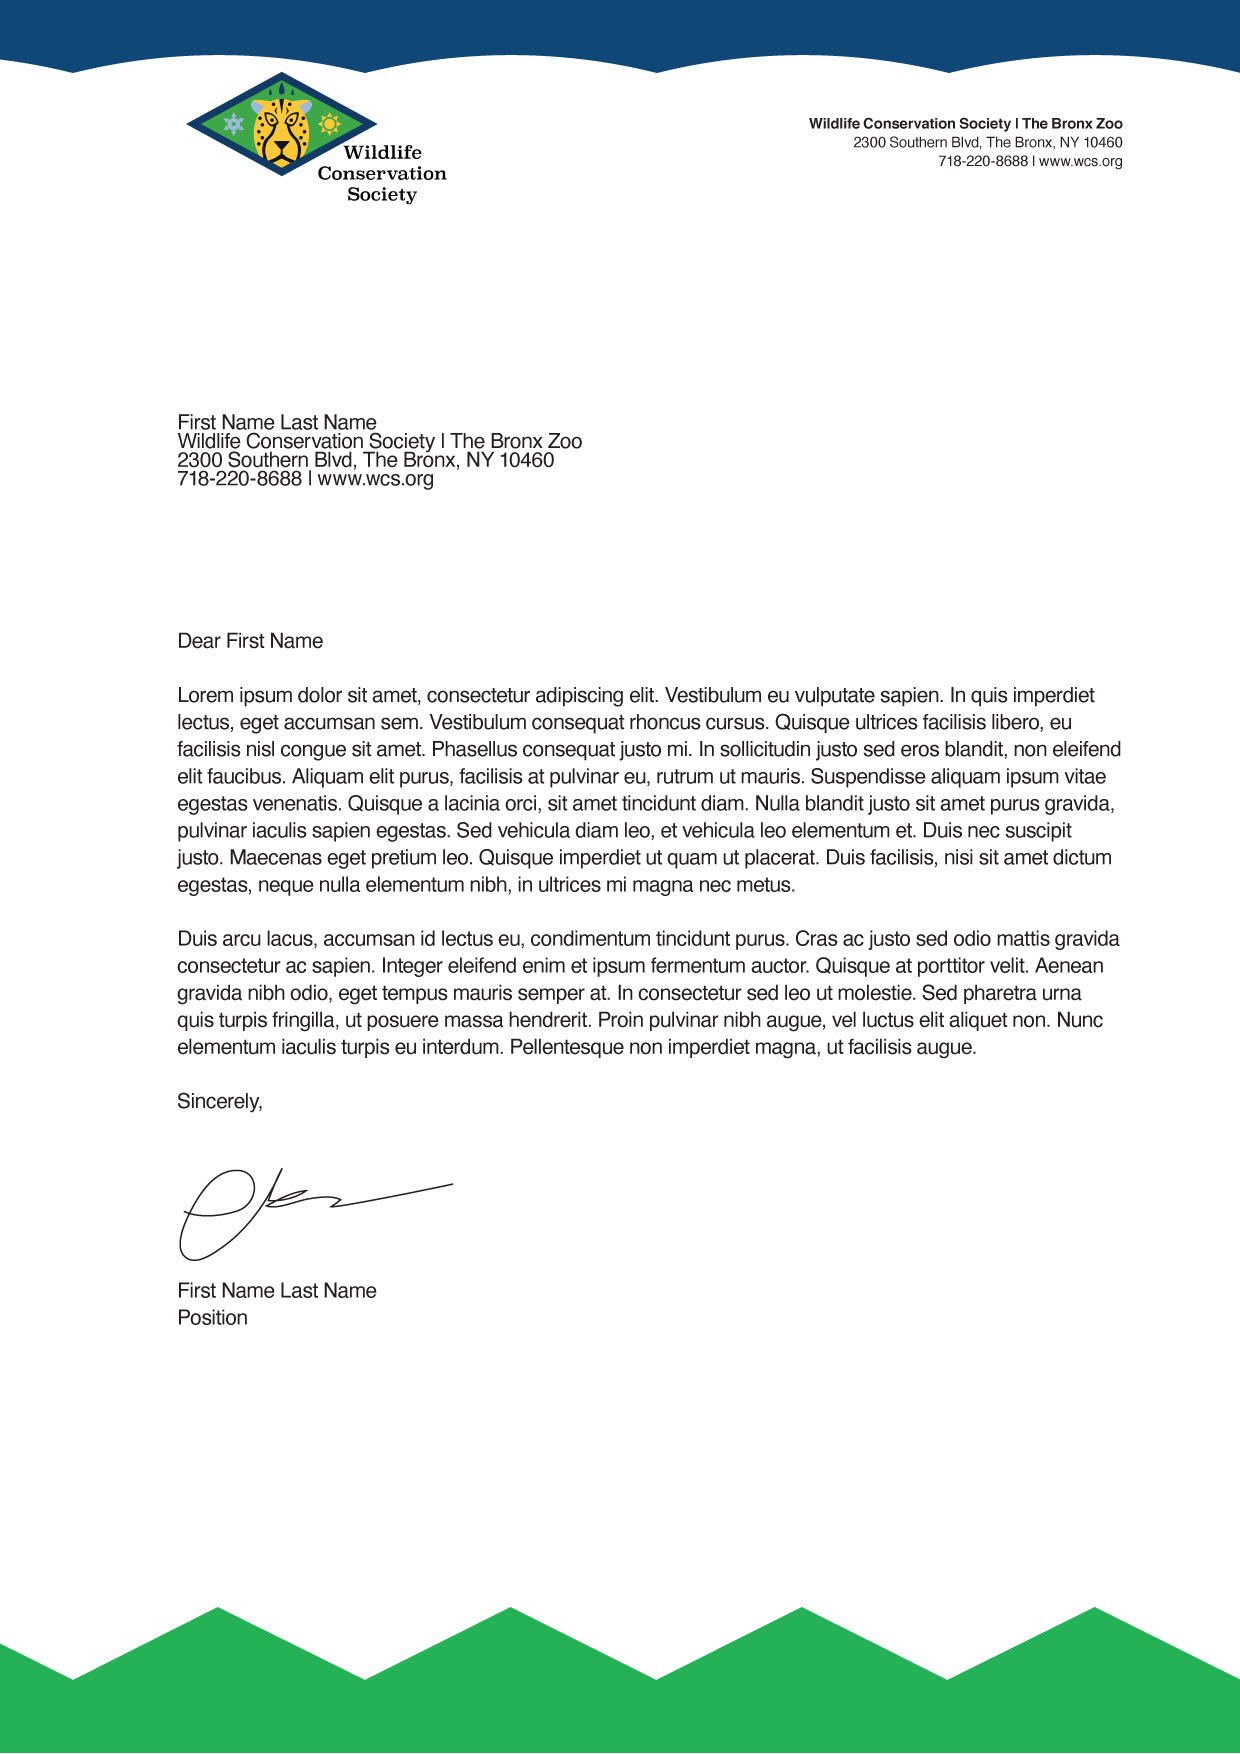 Wildlife
Conservation
Society
Wildlife Conservation Society | The Bronx Zoo
2300 Southern Blvd, The Bronx, NY 10460
718-220-8688 | www.wcs.org
First Name Last Name
Wildlife Conservation Society | The Bronx Zoo
2300 Southern Blvd, The Bronx, NY 10460
718-220-8688 | www.wcs.org
Dear First Name
Lorem ipsum dolor sit amet, consectetur adipiscing elit. Vestibulum eu vulputate sapien. In quis imperdiet
lectus, eget accumsan sem. Vestibulum consequat rhoncus cursus. Quisque ultrices facilisis libero, eu
facilisis nisl congue sit amet. Phasellus consequat justo mi. In sollicitudin justo sed eros blandit, non eleifend
elit faucibus. Aliquam elit purus, facilisis at pulvinar eu, rutrum ut mauris. Suspendisse aliquam ipsum vitae
egestas venenatis. Quisque a lacinia orci, sit amet tincidunt diam. Nulla blandit justo sit amet purus gravida,
pulvinar iaculis sapien egestas. Sed vehicula diam leo, et vehicula leo elementum et. Duis nec suscipit
justo. Maecenas eget pretium leo. Quisque imperdiet ut quam ut placerat. Duis facilisis, nisi sit amet dictum
egestas, neque nulla elementum nibh, in ultrices mi magna nec metus.
Duis arcu lacus, accumsan id lectus eu, condimentum tincidunt purus. Cras ac justo sed odio mattis gravida
consectetur ac sapien. Integer eleifend enim et ipsum fermentum auctor. Quisque at porttitor velit. Aenean
gravida nibh odio, eget tempus mauris semper at. In consectetur sed leo ut molestie. Sed pharetra urna
quis turpis fringilla, ut posuere massa hendrerit. Proin pulvinar nibh augue, vel luctus elit aliquet non. Nunc
elementum iaculis turpis eu interdum. Pellentesque non imperdiet magna, ut facilisis augue.
Sincerely,
First Name Last Name
Position